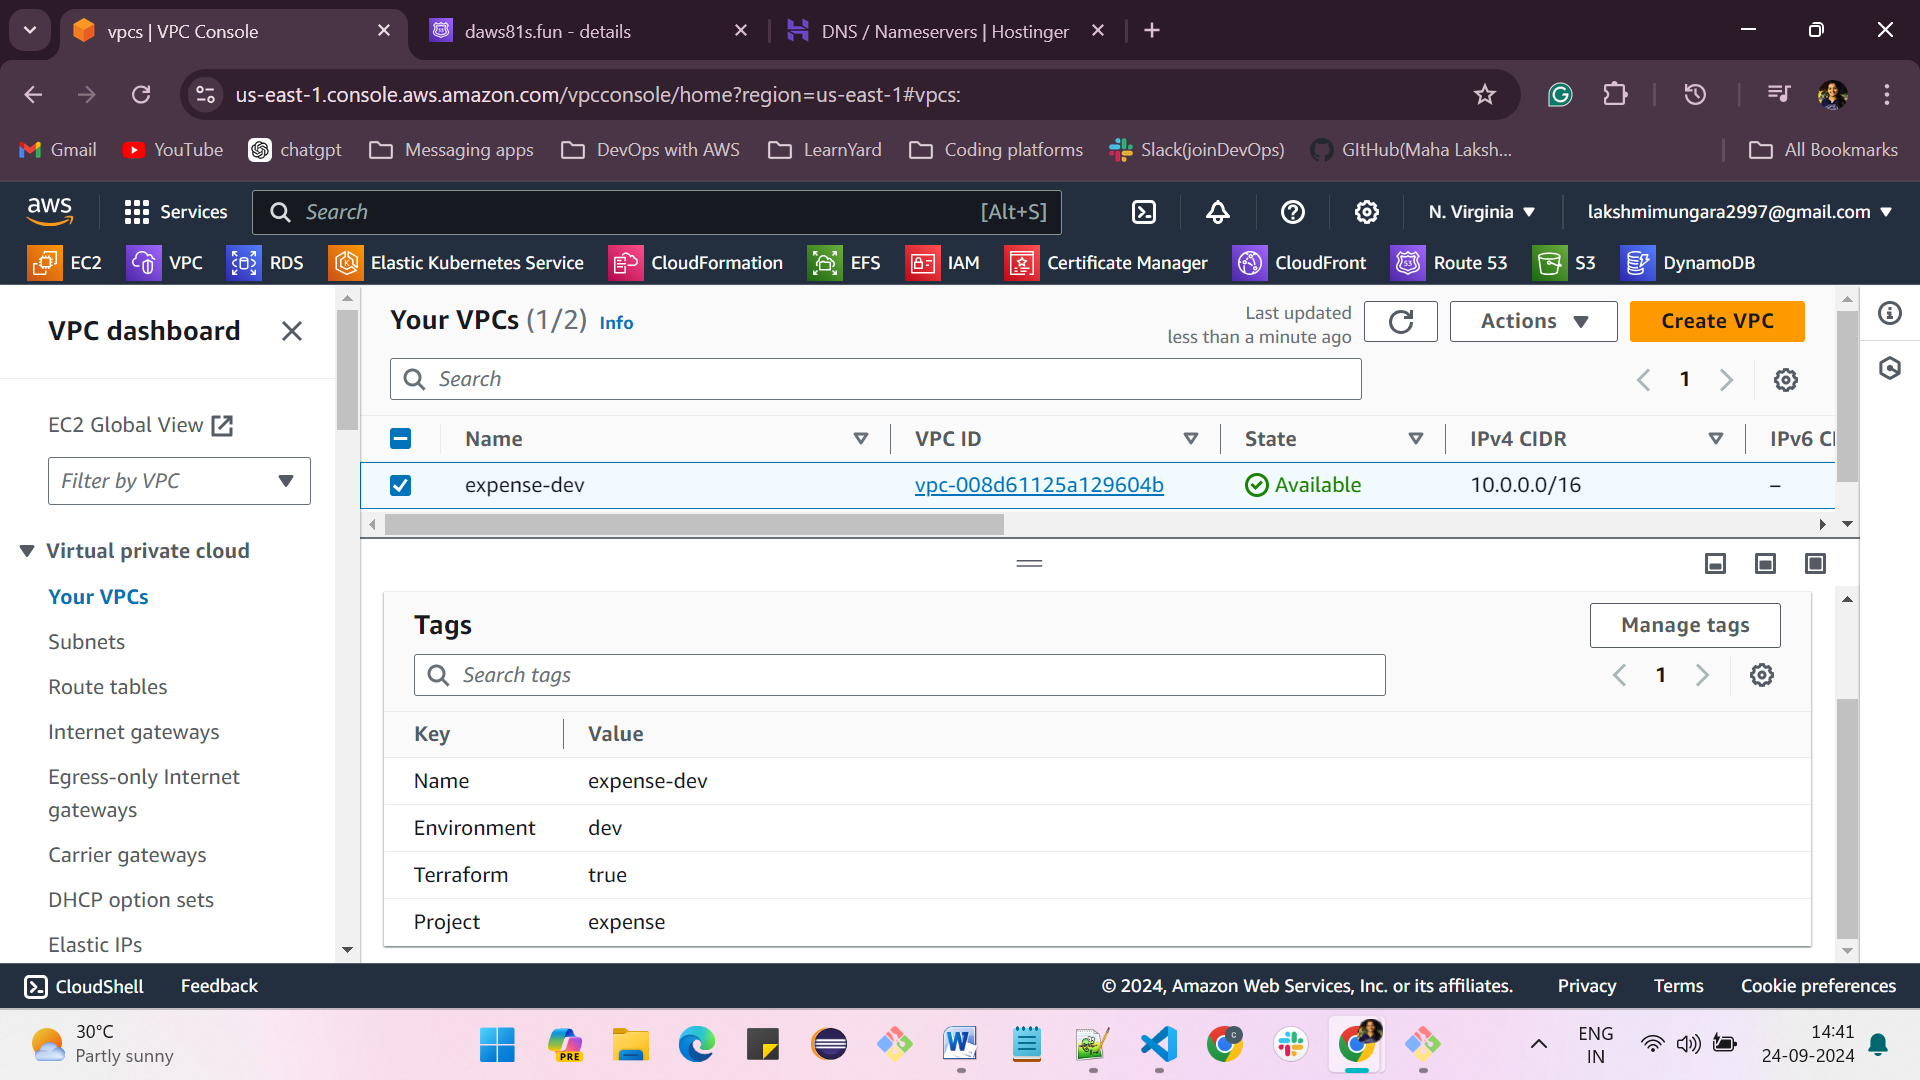 vpcs | VPC Console
daws81s.fun - details
DNS / Nameservers | Hostinger
us-east-1.console.aws.amazon.com/vpcconsole/home?region=us-east-1#vpcs:
Gmail
YouTube
chatgpt
Messaging apps
DevOps with AWS
LearnYard
Coding platforms
Slack(joinDevOps)
GItHub(Maha Laksh...
All Bookmarks
aws
Services
Search
[Alt+S]
N. Virginia
lakshmimungara2997@gmail.com
EC2
VPC
RDS
Elastic Kubernetes Service
CloudFormation
EFS
IAM
Certificate Manager
CloudFront
Route 53
S3
DynamoDB
VPC dashboard
EC2 Global View
Filter by VPC
Virtual private cloud
Your VPCs
Subnets
Route tables
Internet gateways
Egress-only Internet
gateways
Carrier gateways
DHCP option sets
Elastic IPs
Your VPCs (1/2) Info
Last updated
less than a minute ago
Actions
Create VPC
Search
1
Name
VPC ID
State
IPv4 CIDR
IPv6 CI
expense-dev
vpc-008d61125a129604b
Available
10.0.0.0/16
–
Tags
Manage tags
Search tags
1
Key
Value
Name
expense-dev
Environment
dev
Terraform
true
Project
expense
CloudShell
Feedback
© 2024, Amazon Web Services, Inc. or its affiliates.
Privacy
Terms
Cookie preferences
30°C
Partly sunny
PRE
ENG
IN
14:41
24-09-2024